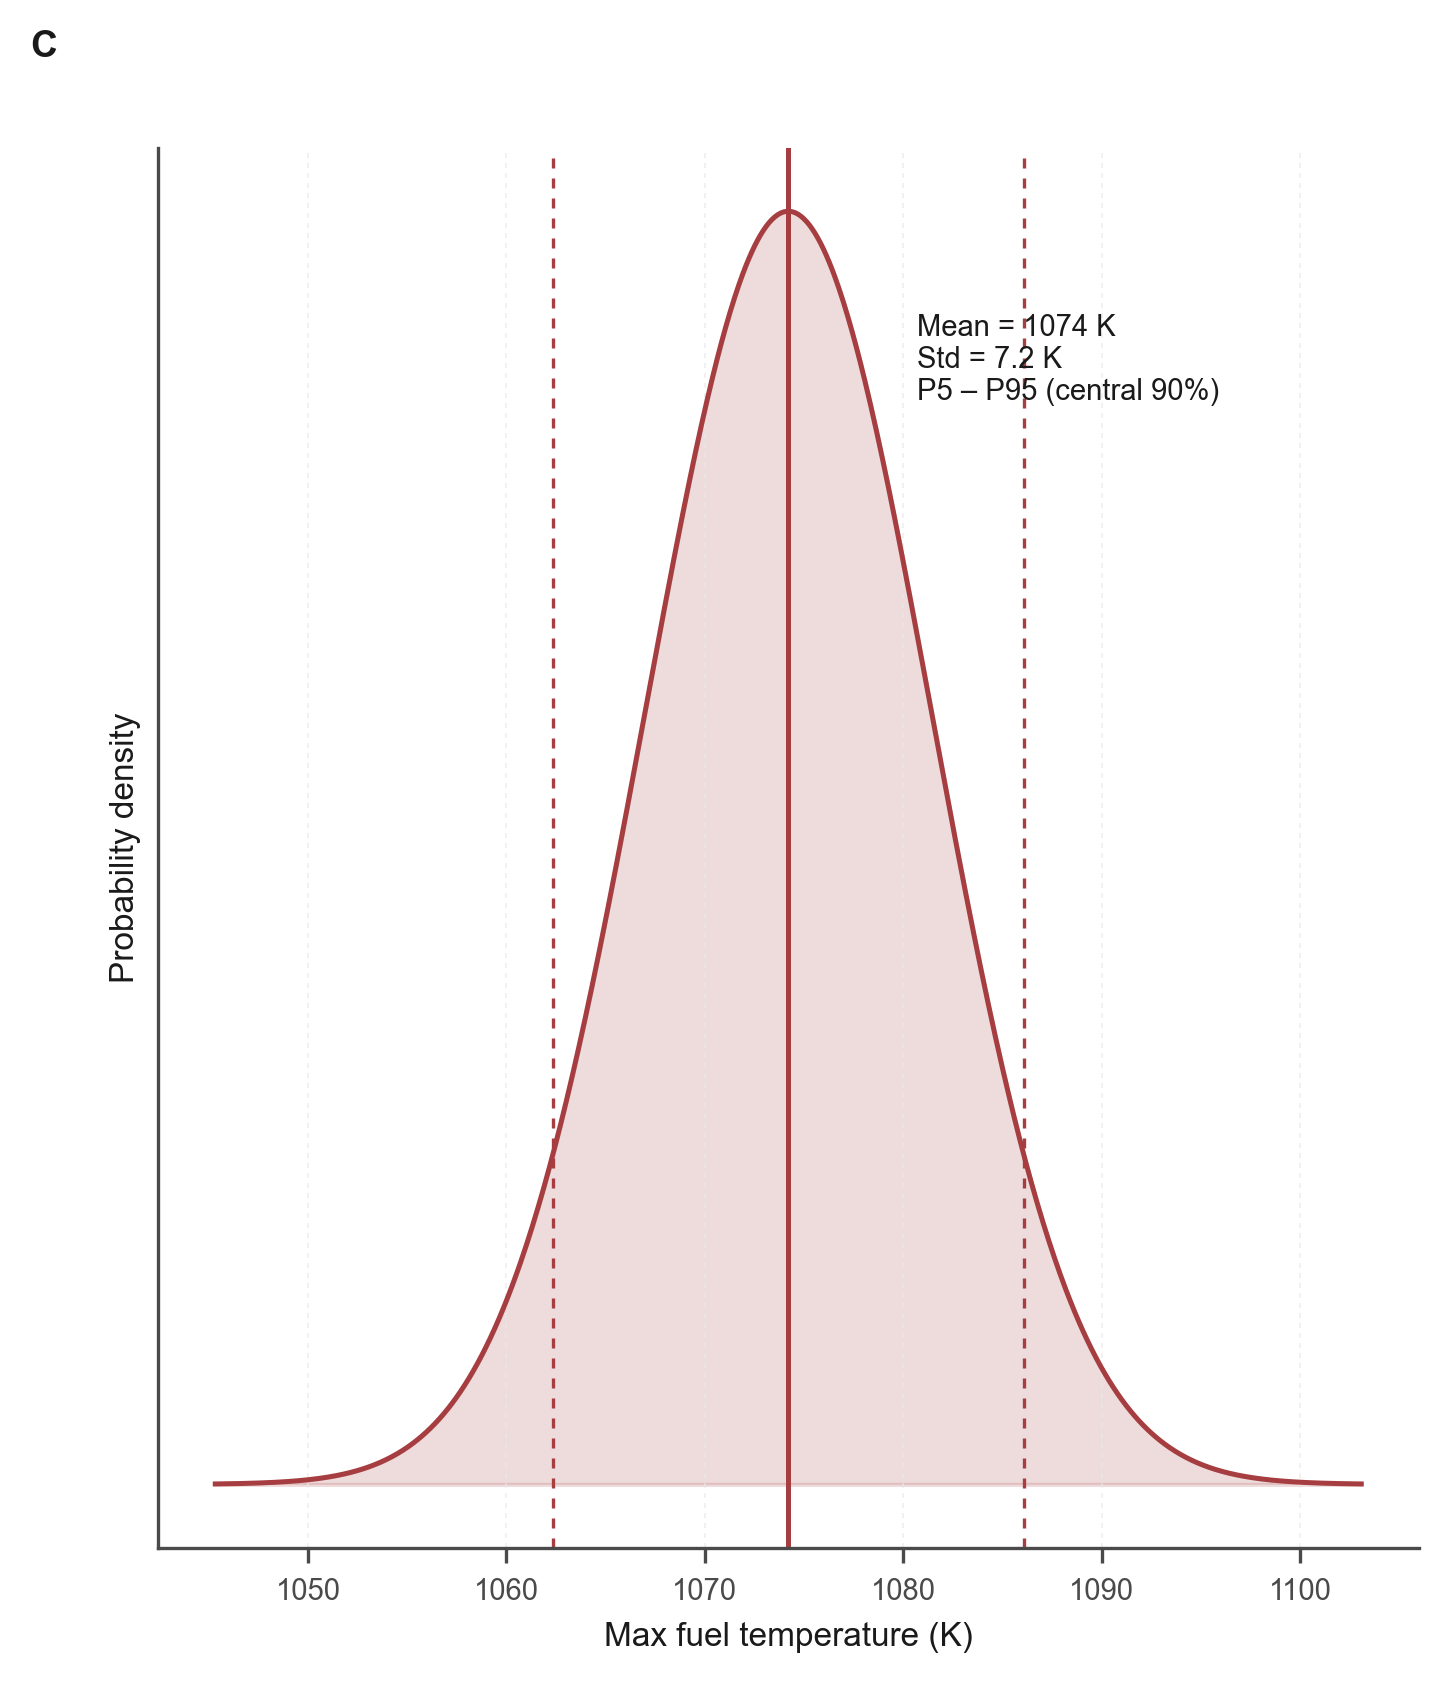 C
Mean = 1074 K
Std = 7.2 K
P5 – P95 (central 90%)
Probability density
1050 1060 1070 1080 1090 1100
Max fuel temperature (K)